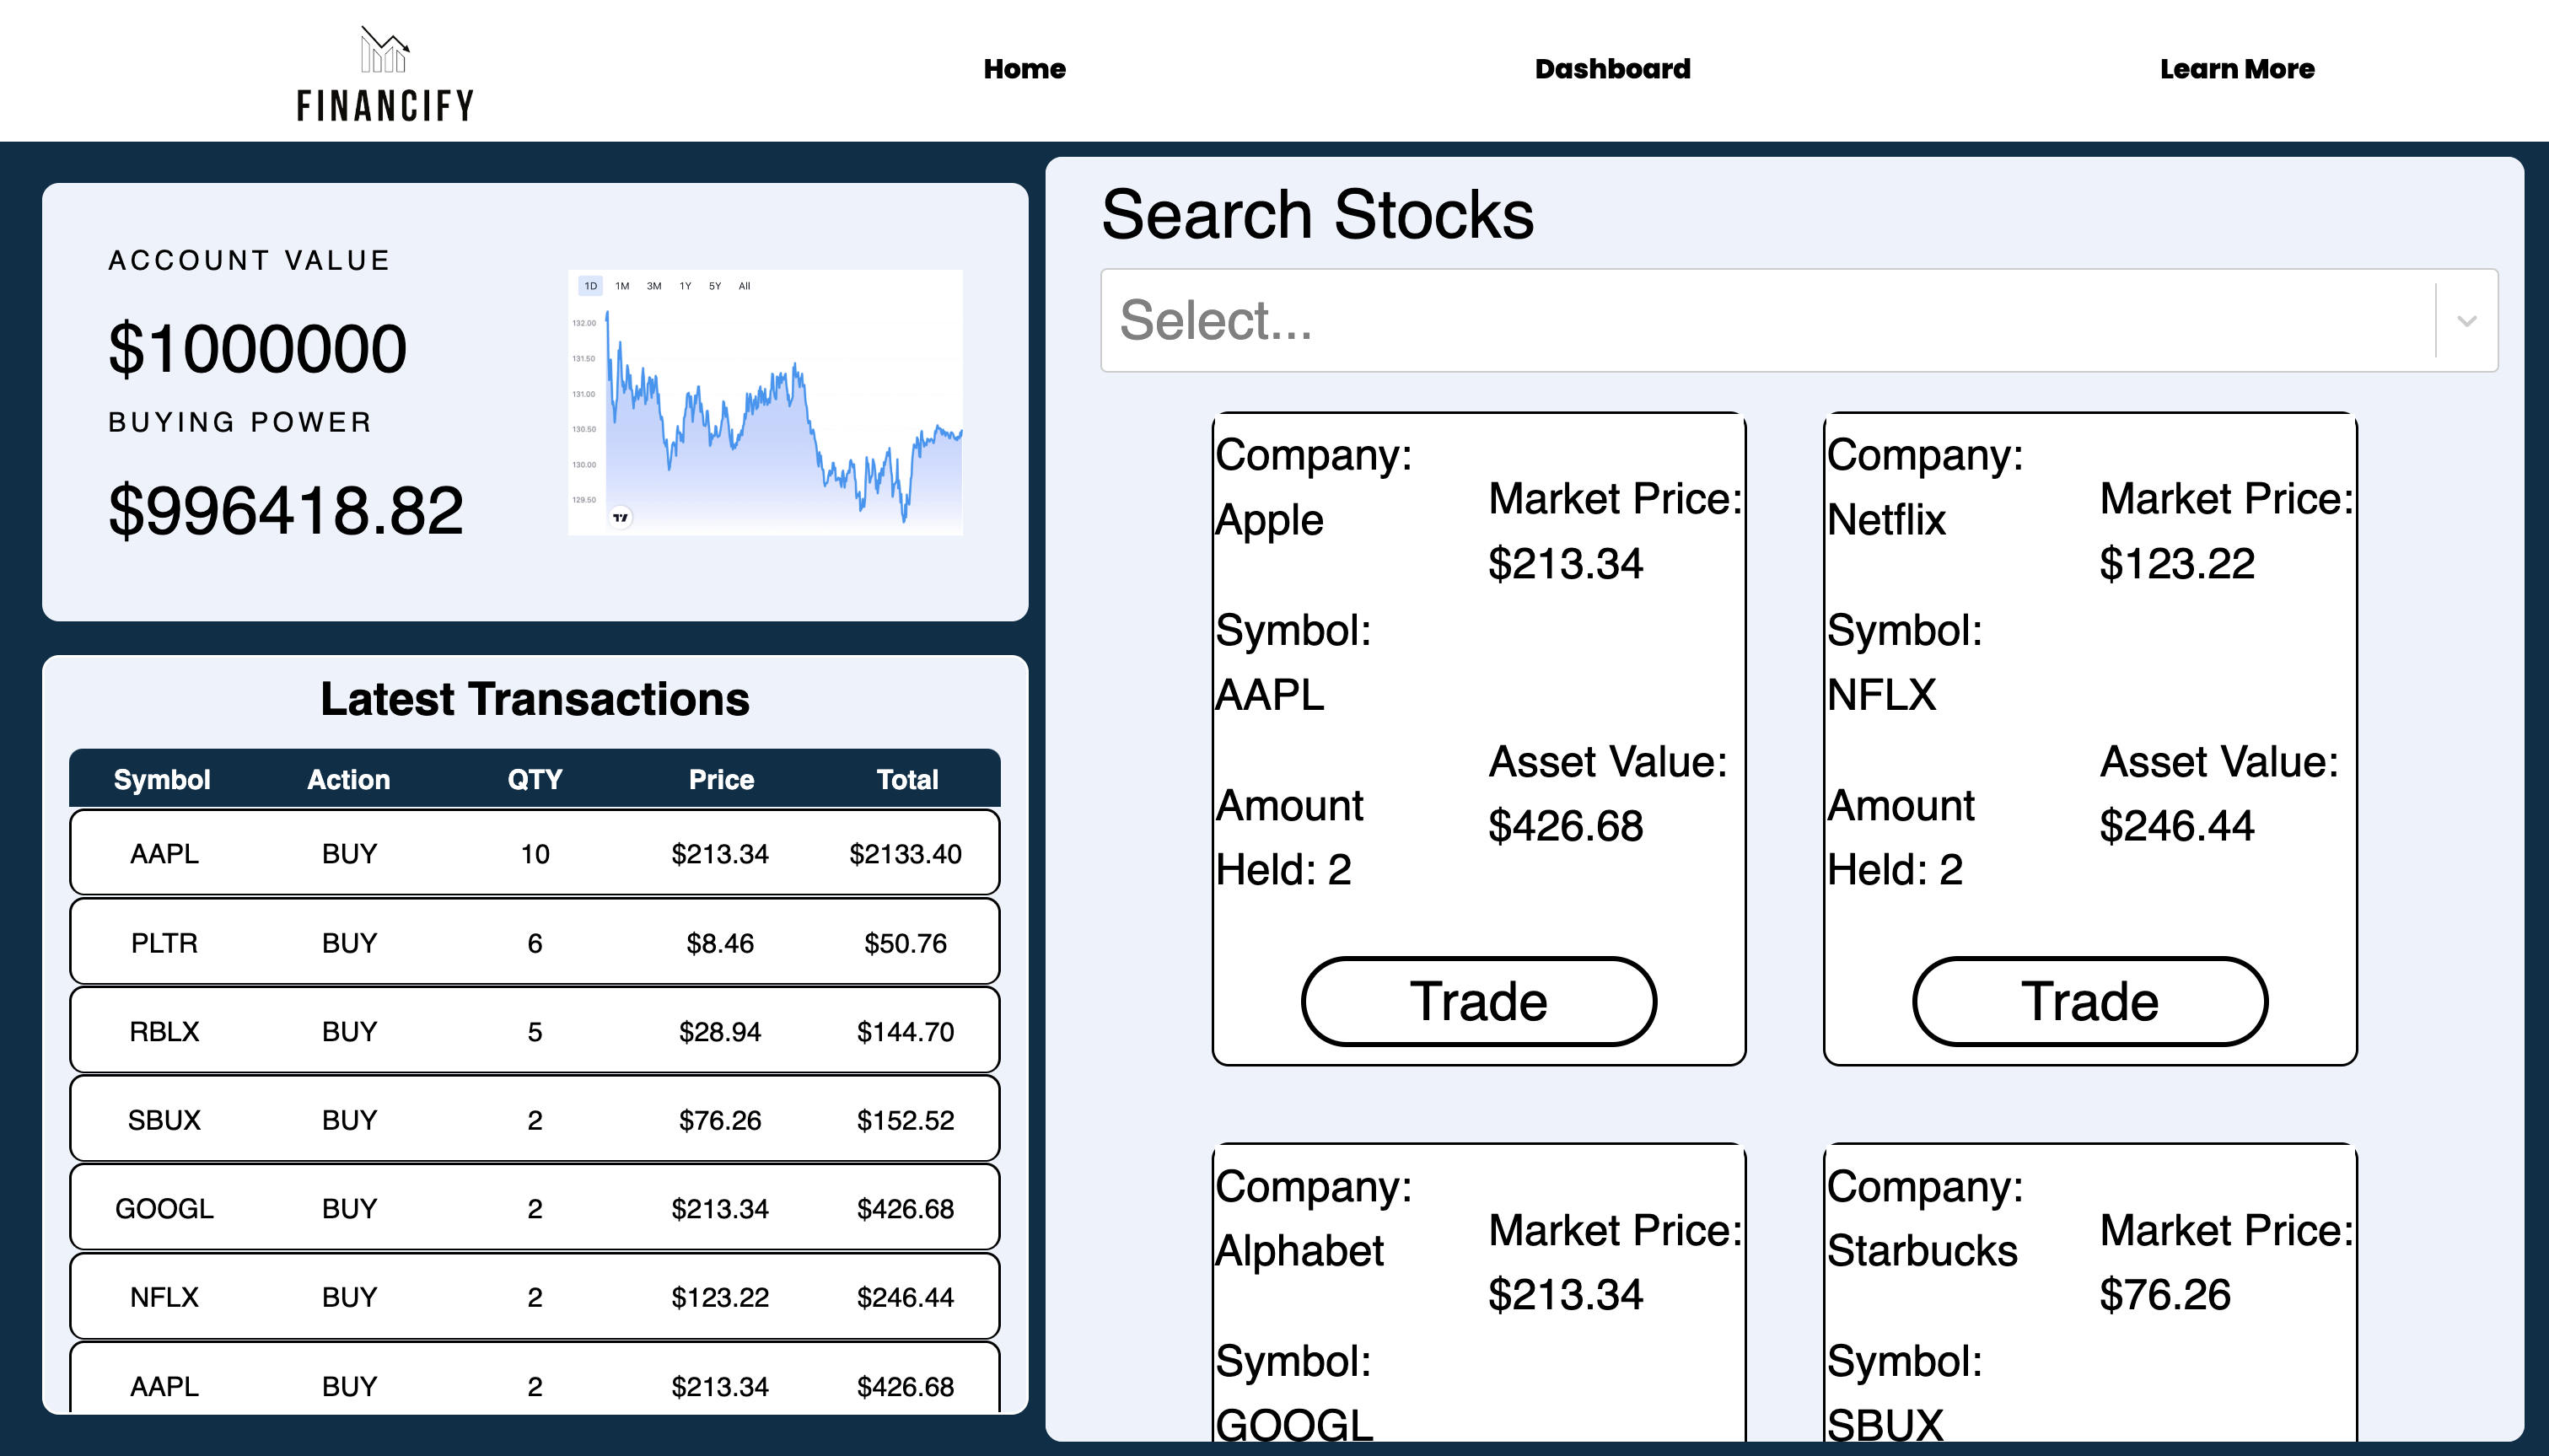 FINANCIFY
Home
Dashboard
Learn More
ACCOUNT VALUE
$1000000
BUYING POWER
$996418.82
1D 1M 3M 1Y 5Y All
132.00
131.50
131.00
130.50
130.00
129.50
Latest Transactions
Symbol Action QTY Price Total
AAPL BUY 10 $213.34 $2133.40
PLTR BUY 6 $8.46 $50.76
RBLX BUY 5 $28.94 $144.70
SBUX BUY 2 $76.26 $152.52
GOOGL BUY 2 $213.34 $426.68
NFLX BUY 2 $123.22 $246.44
AAPL BUY 2 $213.34 $426.68
Search Stocks
Select...
Company:
Apple
Symbol:
AAPL
Amount
Held: 2
Market Price:
$213.34
Asset Value:
$426.68
Trade
Company:
Netflix
Symbol:
NFLX
Amount
Held: 2
Market Price:
$123.22
Asset Value:
$246.44
Trade
Company:
Alphabet
Symbol:
GOOGL
Market Price:
$213.34
Company:
Starbucks
Symbol:
SBUX
Market Price:
$76.26